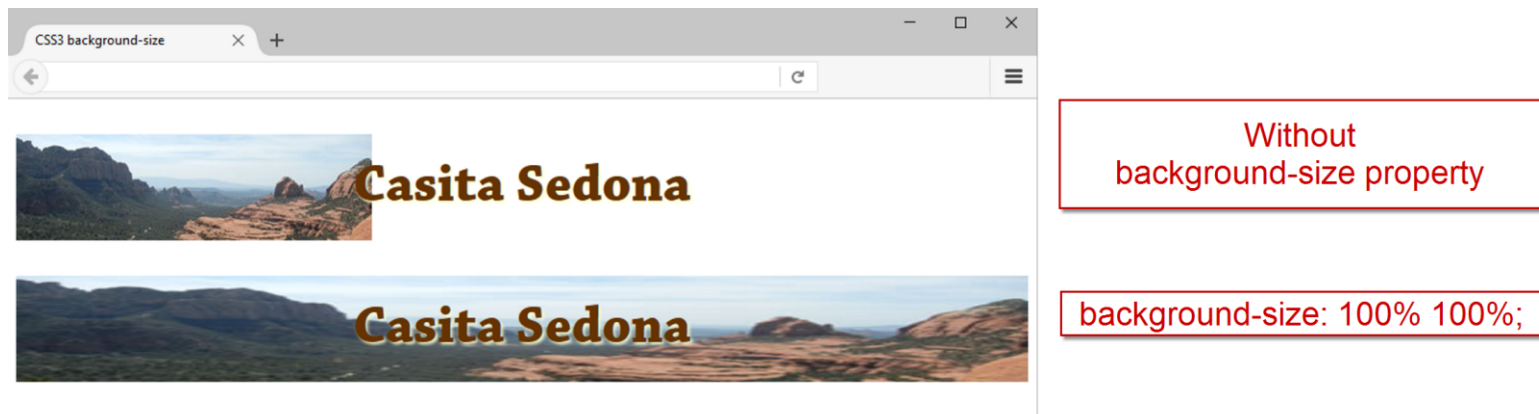 CSS3 background-size
Casita Sedona
Without
background-size property
Casita Sedona
background-size: 100% 100%;